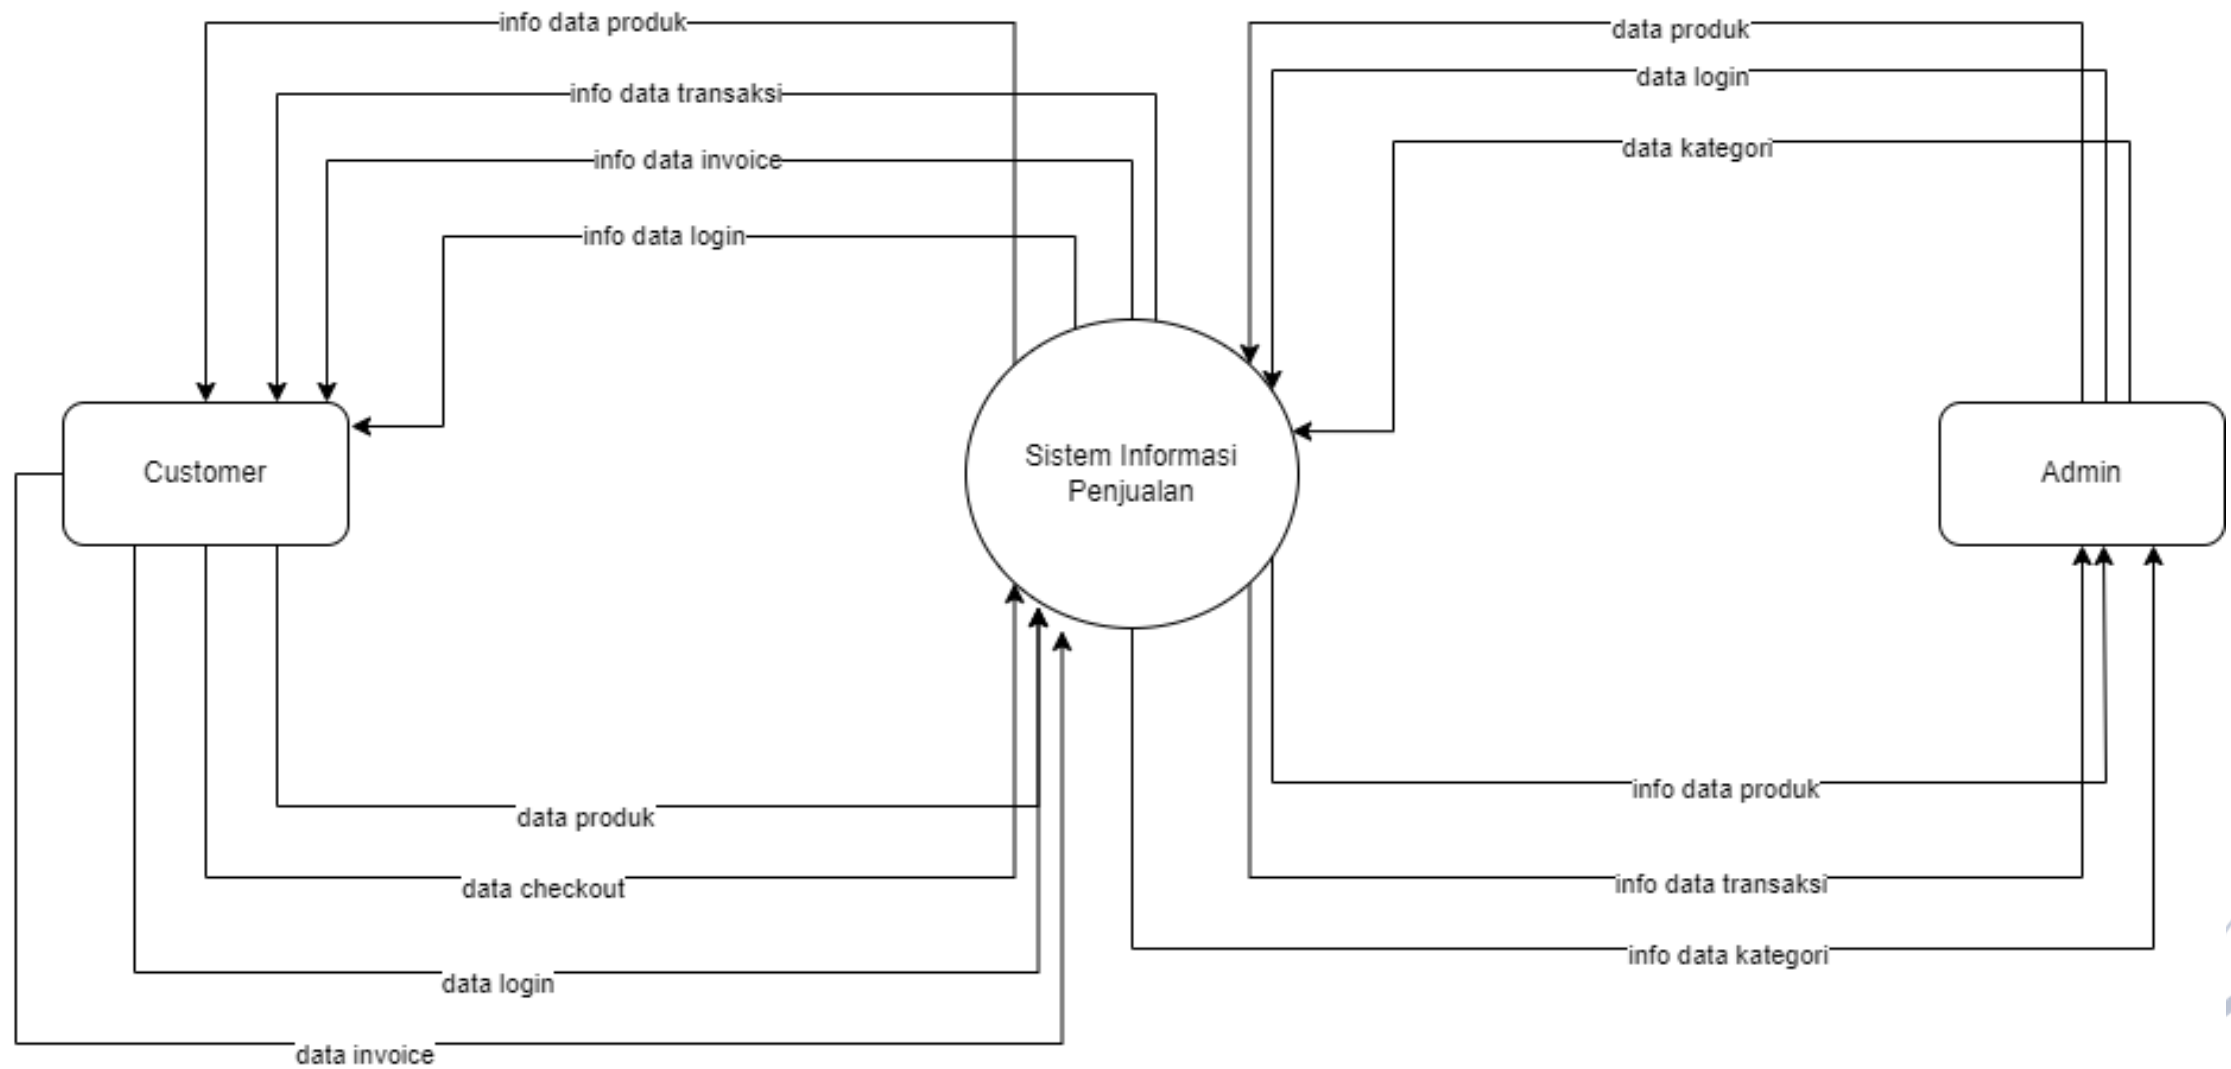 info data produk
data produk
data login
info data transaksi
data kategori
info data invoice
info data login
Customer
Sistem Informasi
Penjualan
Admin
data produk
info data produk
data checkout
info data transaksi
info data kategori
data login
data invoice